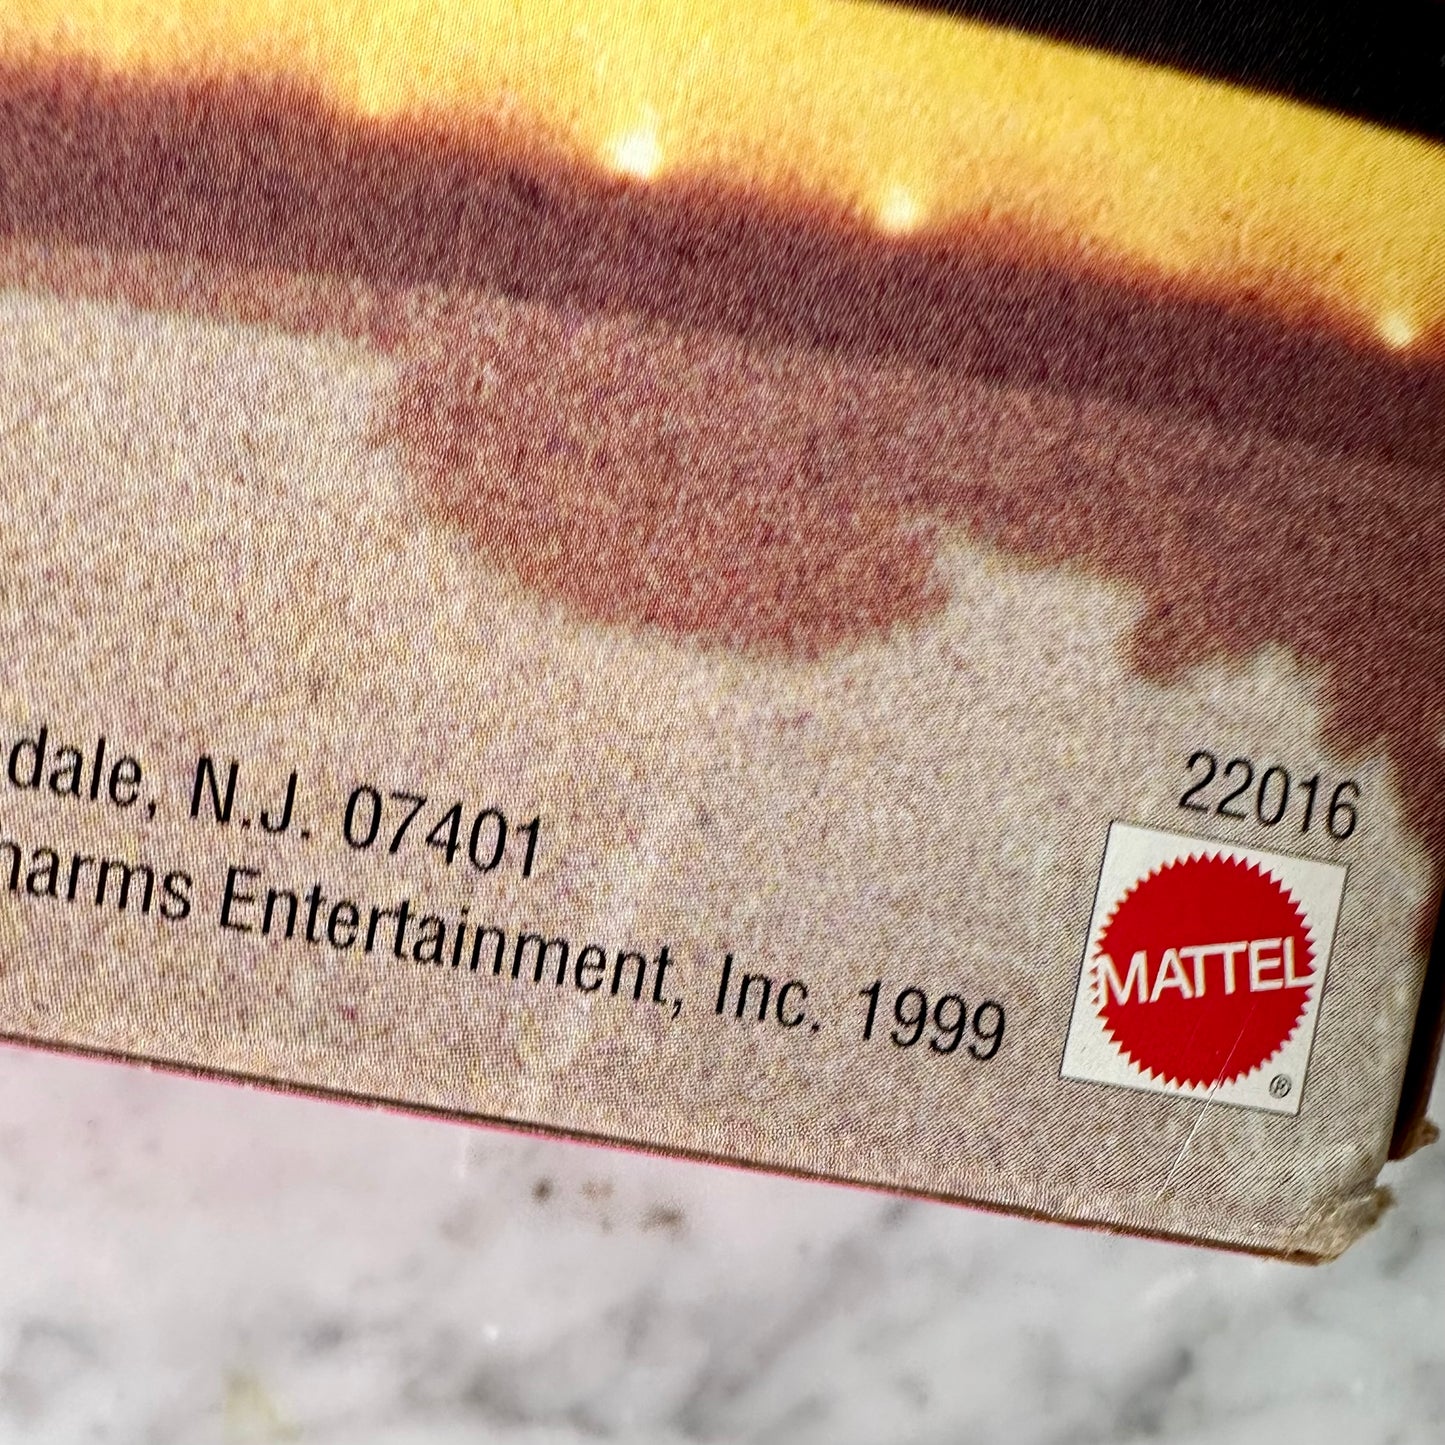 dale, N.J. 07401
harms Entertainment, Inc. 1999
22016
MATTEL
®